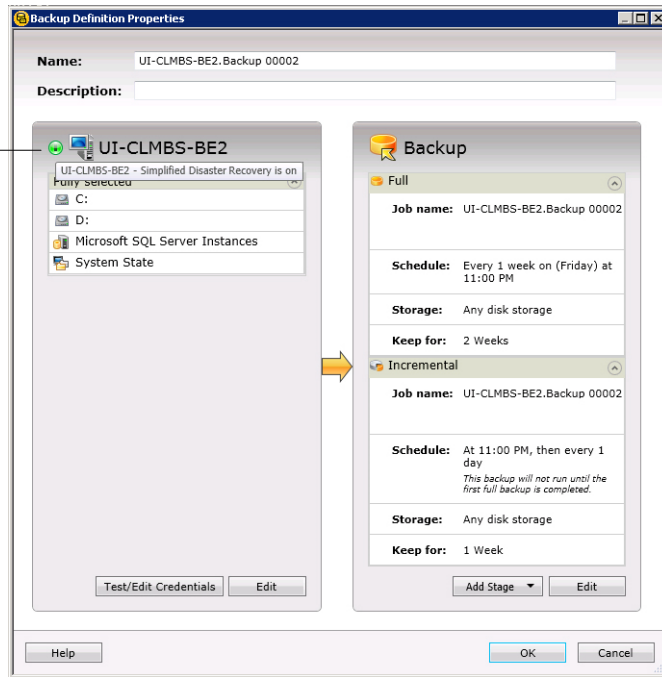 Backup Definition Properties
Name: UI-CLMBS-BE2.Backup 00002
Description:
UI-CLMBS-BE2
UI-CLMBS-BE2 - Simplified Disaster Recovery is on
Fully selected
C:
D:
Microsoft SQL Server Instances
System State
Test/Edit Credentials
Edit
Backup
Full
Job name: UI-CLMBS-BE2.Backup 00002
Schedule: Every 1 week on (Friday) at
11:00 PM
Storage: Any disk storage
Keep for: 2 Weeks
Incremental
Job name: UI-CLMBS-BE2.Backup 00002
Schedule: At 11:00 PM, then every 1
day
This backup will not run until the
first full backup is completed.
Storage: Any disk storage
Keep for: 1 Week
Add Stage
Edit
Help
OK
Cancel